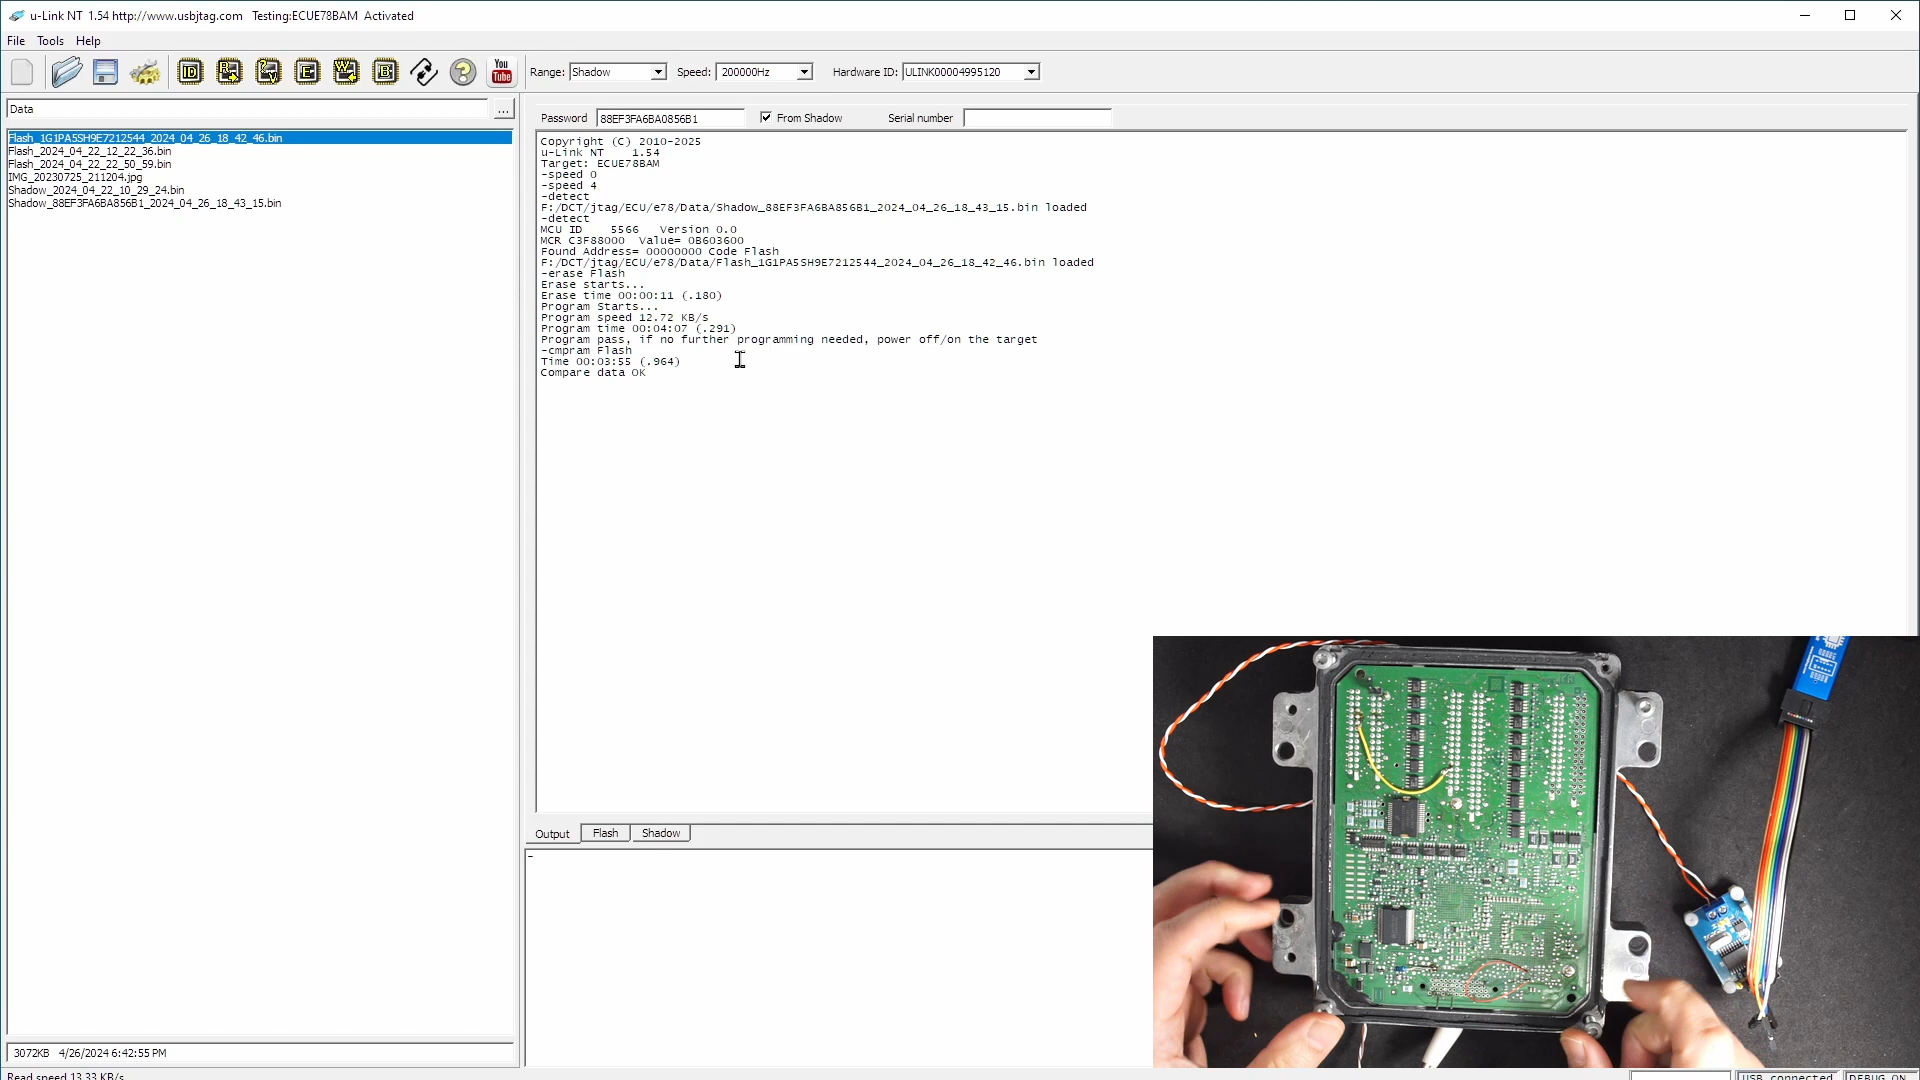 u-Link NT 1.54 http://www.usbjtag.com Testing:ECUE78BAM Activated
File Tools Help
ID R V E W B ? You Tube
Range: Shadow Speed: 200000Hz Hardware ID: ULINK00004995120
Data ...
Password 88EF3FA6BA0856B1 From Shadow Serial number
Flash_1G1PA5SH9E7212544_2024_04_26_18_42_46.bin
Flash_2024_04_22_12_22_36.bin
Flash_2024_04_22_22_50_59.bin
IMG_20230725_211204.jpg
Shadow_2024_04_22_10_29_24.bin
Shadow_88EF3FA6BA856B1_2024_04_26_18_43_15.bin
Copyright (C) 2010-2025
u-Link NT 1.54
Target: ECUE78BAM
-speed 0
-speed 4
-detect
F:/DCT/jtag/ECU/e78/Data/Shadow_88EF3FA6BA856B1_2024_04_26_18_43_15.bin loaded
-detect
MCU ID 5566 Version 0.0
MCR C3F88000 Value= 0B603600
Found Address= 00000000 Code Flash
F:/DCT/jtag/ECU/e78/Data/Flash_1G1PA5SH9E7212544_2024_04_26_18_42_46.bin loaded
-erase Flash
Erase starts...
Erase time 00:00:11 (.180)
Program Starts...
Program speed 12.72 KB/s
Program time 00:04:07 (.291)
Program pass, if no further programming needed, power off/on the target
-cmpram Flash
Time 00:03:55 (.964)
Compare data OK
Output Flash Shadow
-
3072KB 4/26/2024 6:42:55 PM
Read speed 13.33 KB/s
USB connected DEBUG ON